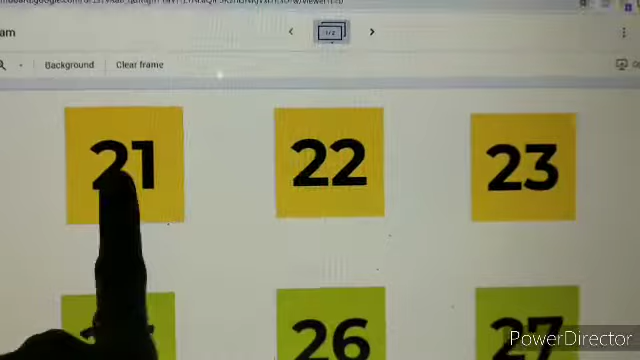 am
1/2
Background Clear frame
21 22 23
26 27
PowerDirector